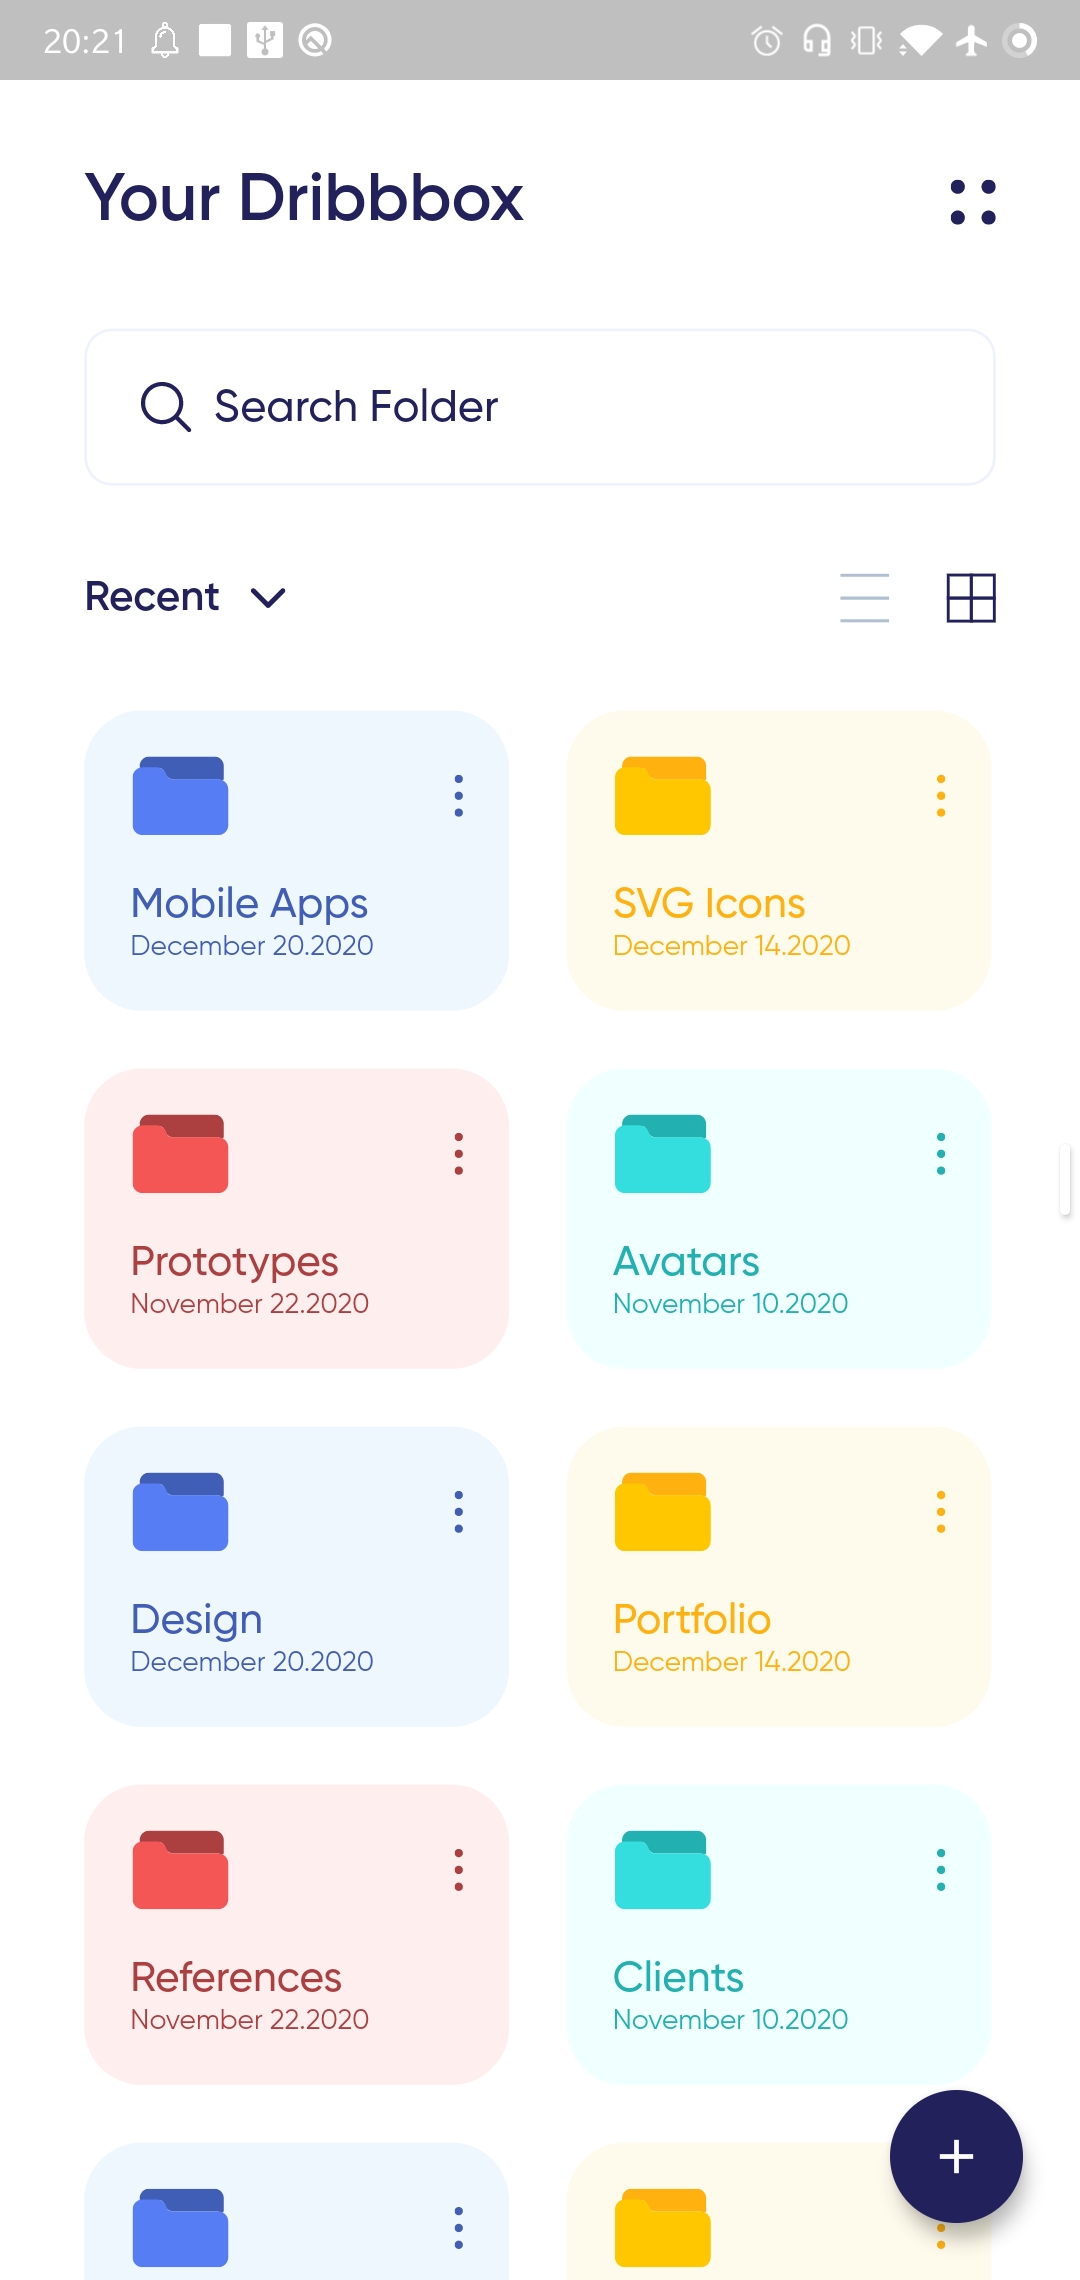 20:21
Your Dribbbox
Search Folder
Recent
Mobile Apps
December 20.2020
SVG Icons
December 14.2020
Prototypes
November 22.2020
Avatars
November 10.2020
Design
December 20.2020
Portfolio
December 14.2020
References
November 22.2020
Clients
November 10.2020